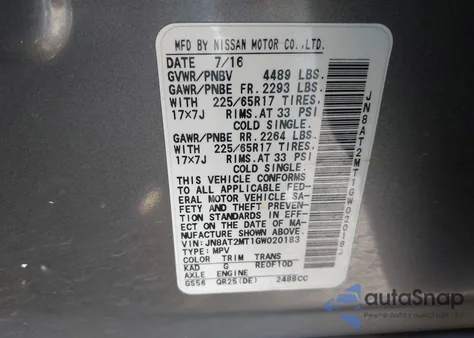 MFD BY NISSAN MOTOR CO.,LTD.
DATE 7/16
GVWR/PNBV 4489 LBS.
GAWR/PNBE FR. 2293 LBS.
WITH 225/65R17 TIRES.
17x7J RIMS.AT 33 PSI
COLD SINGLE.
GAWR/PNBE RR. 2264 LBS.
WITH 225/65R17 TIRES.
17x7J RIMS.AT 33 PSI
COLD SINGLE.
THIS VEHICLE CONFORMS
TO ALL APPLICABLE FED-
ERAL MOTOR VEHICLE SA-
FETY AND THEFT PREVEN-
TION STANDARDS IN EFF-
ECT ON THE DATE OF MA-
NUFACTURE SHOWN ABOVE.
VIN:JN8AT2MT1GW020183
TYPE: MPV
COLOR TRIM TRANS
KAD G RE0F10D
AXLE ENGINE
GS56 QR25(DE) 2488CC
JN8AT2MT1GW020183
autoSnap